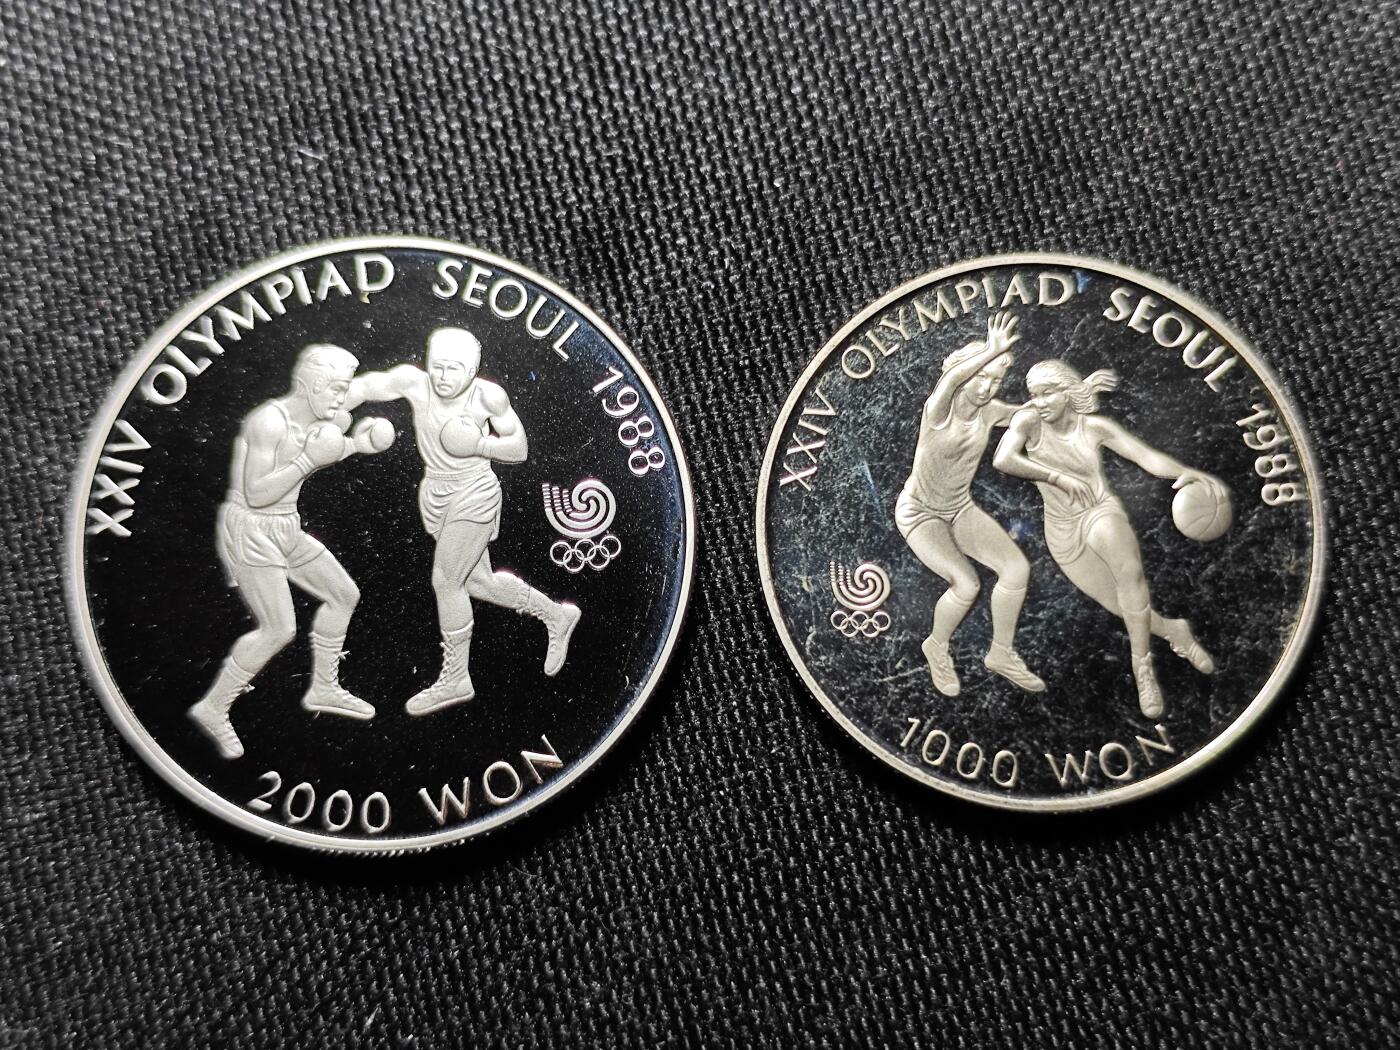 XXIV OLYMPIAD SEOUL 1988
2000 WON
XXIV OLYMPIAD SEOUL 1988
1000 WON